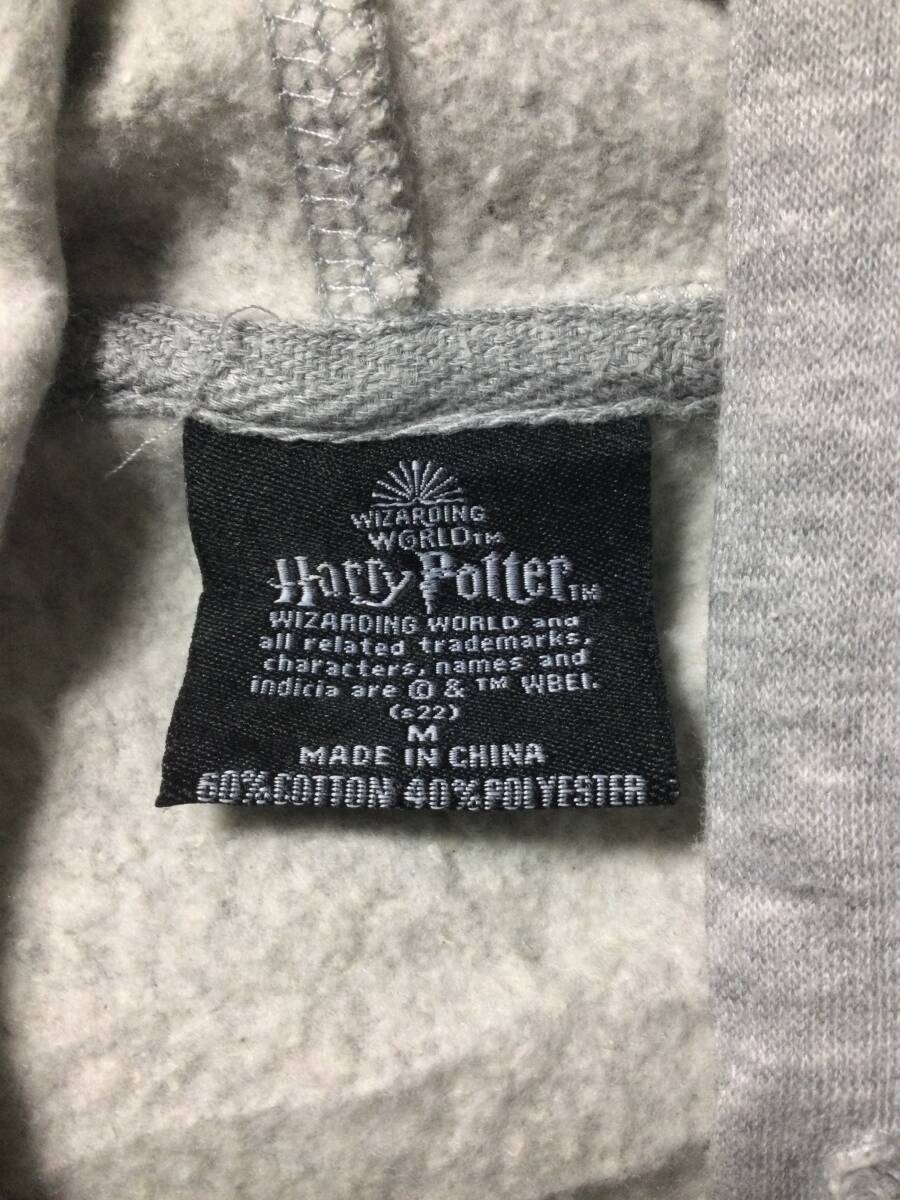 WIZARDING
WORLD™
Harry Potter™
WIZARDING WORLD and
all related trademarks,
characters, names and
indicia are © & ™ WBEI.
(s22)
M
MADE IN CHINA
60%COTTON 40%POLYESTER